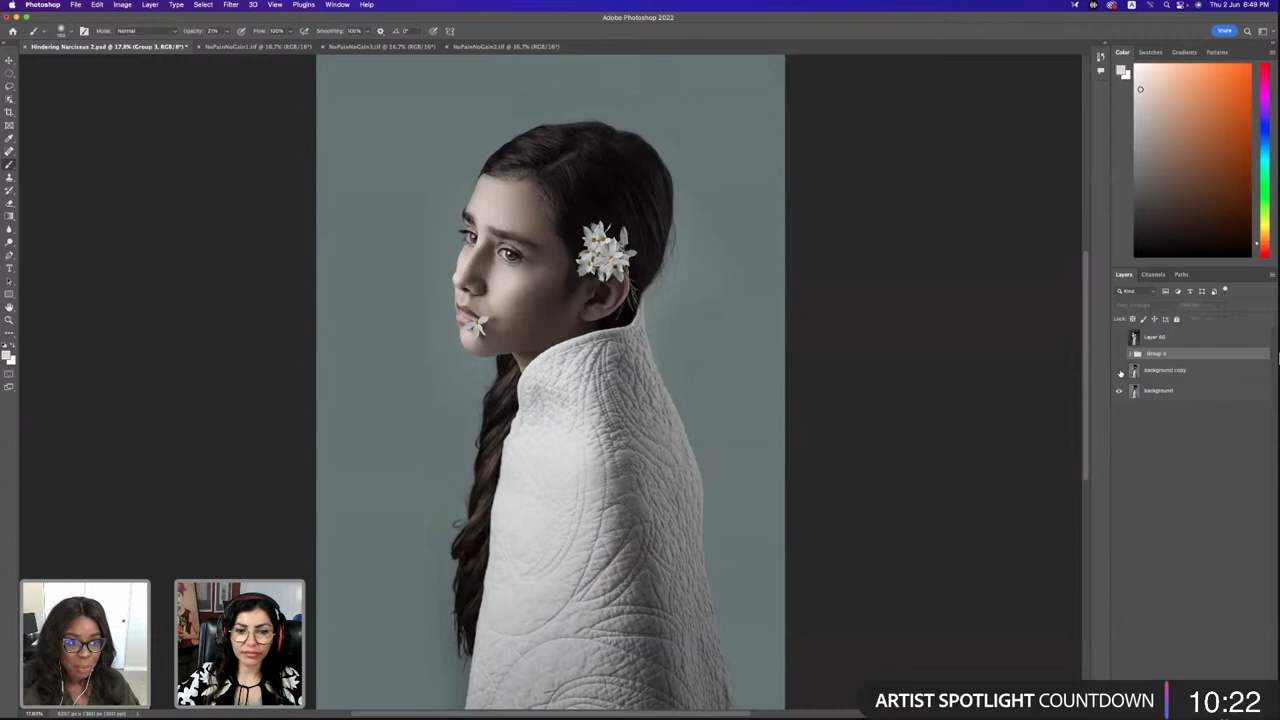 Photoshop File Edit Image Layer Type Select Filter 3D View Plugins Window Help
A Thu 2 Jun 8:49 PM
Adobe Photoshop 2022
Mode: Normal Opacity: 21% Flow: 100% Smoothing: 100% 0°
Share
Hindering Narcissus 2.psd @ 17.8% (Group 3, RGB/8*) *
NoPainNoGain1.tif @ 16.7% (RGB/16*)
NoPainNoGain3.tif @ 16.7% (RGB/16*)
NoPainNoGain2.tif @ 16.7% (RGB/16*)
Color Swatches Gradients Patterns
Layers Channels Paths
Kind
Lock:
Layer 60
Group 3
background copy
background
ARTIST SPOTLIGHT COUNTDOWN 10:22